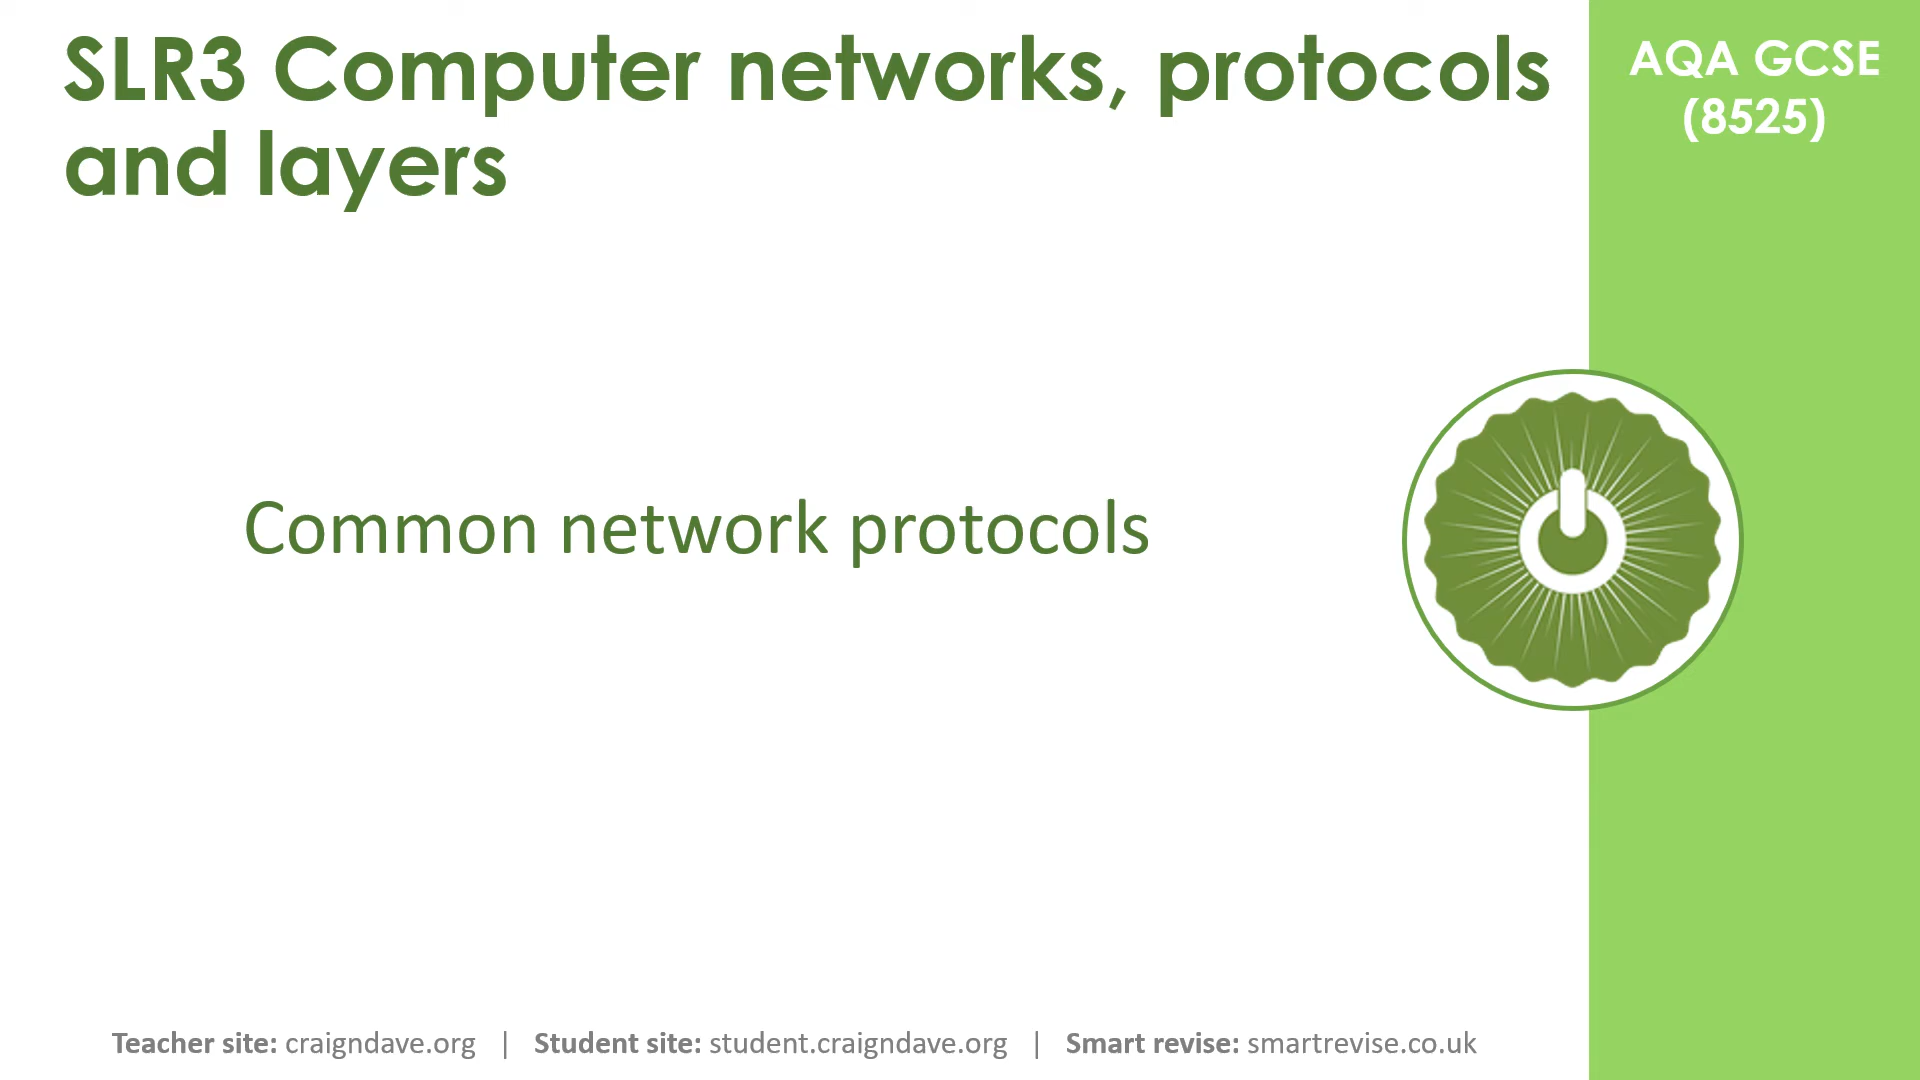 SLR3 Computer networks, protocols
and layers
AQA GCSE
(8525)
Common network protocols
Teacher site: craigndave.org | Student site: student.craigndave.org | Smart revise: smartrevise.co.uk